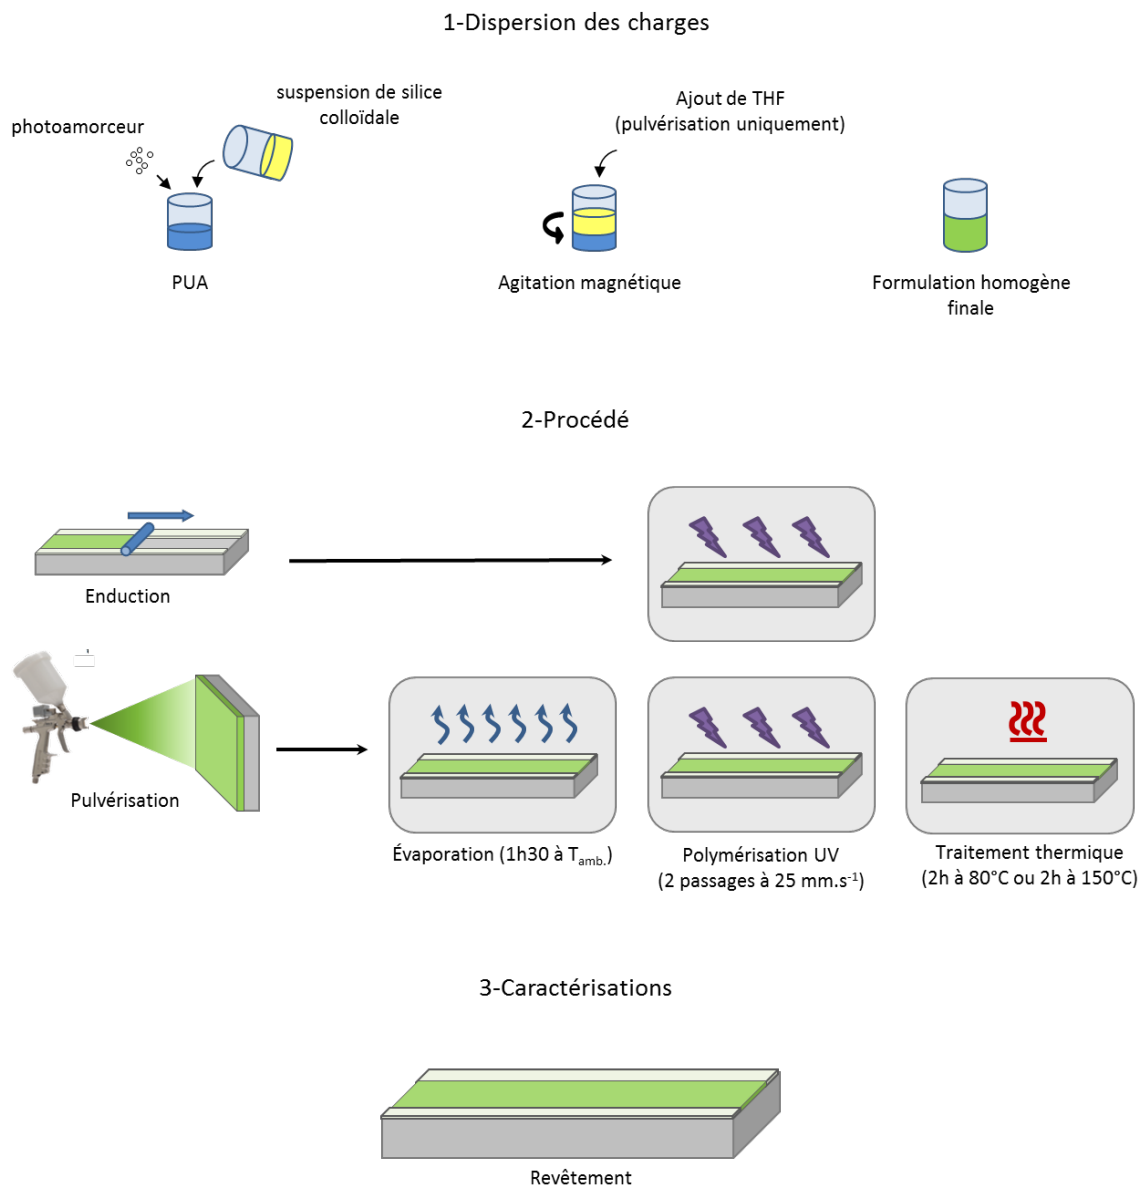 1-Dispersion des charges
suspension de silice
colloïdale
photoamorceur
Ajout de THF
(pulvérisation uniquement)
PUA
Agitation magnétique
Formulation homogène
finale
2-Procédé
Enduction
Pulvérisation
Évaporation (1h30 à Tamb.)
Polymérisation UV
(2 passages à 25 mm.s-1)
Traitement thermique
(2h à 80°C ou 2h à 150°C)
3-Caractérisations
Revêtement